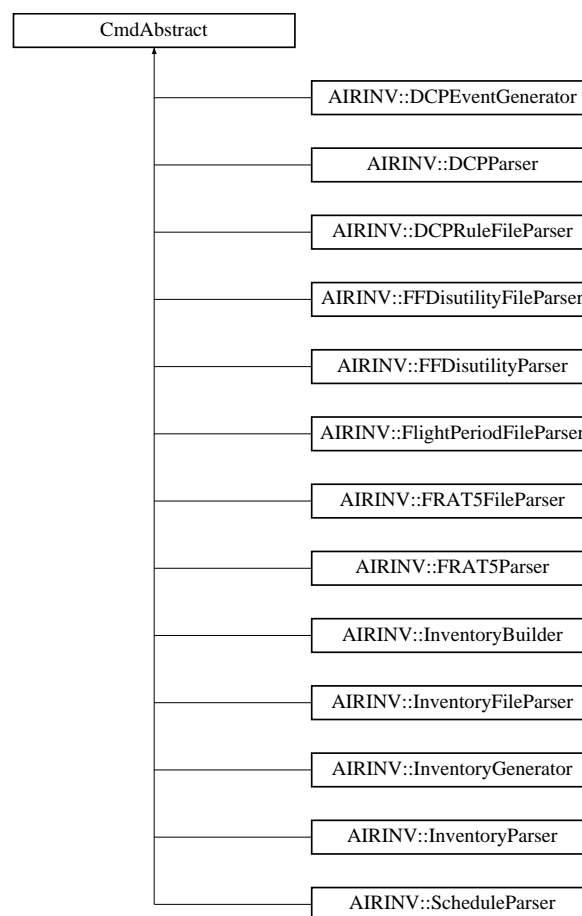 CmdAbstract
AIRINV::DCPEventGenerator
AIRINV::DCPParser
AIRINV::DCPRuleFileParser
AIRINV::FFDisutilityFileParser
AIRINV::FFDisutilityParser
AIRINV::FlightPeriodFileParser
AIRINV::FRAT5FileParser
AIRINV::FRAT5Parser
AIRINV::InventoryBuilder
AIRINV::InventoryFileParser
AIRINV::InventoryGenerator
AIRINV::InventoryParser
AIRINV::ScheduleParser